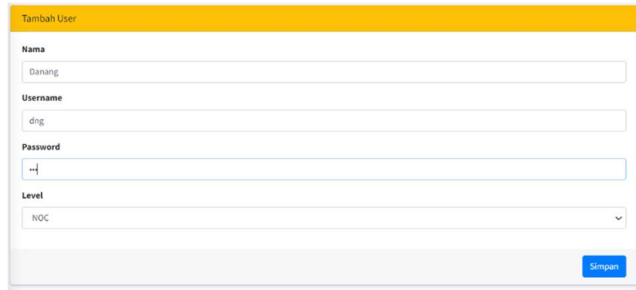 Tambah User
Nama
Danang
Username
dng
Password
•••
Level
NOC
Simpan